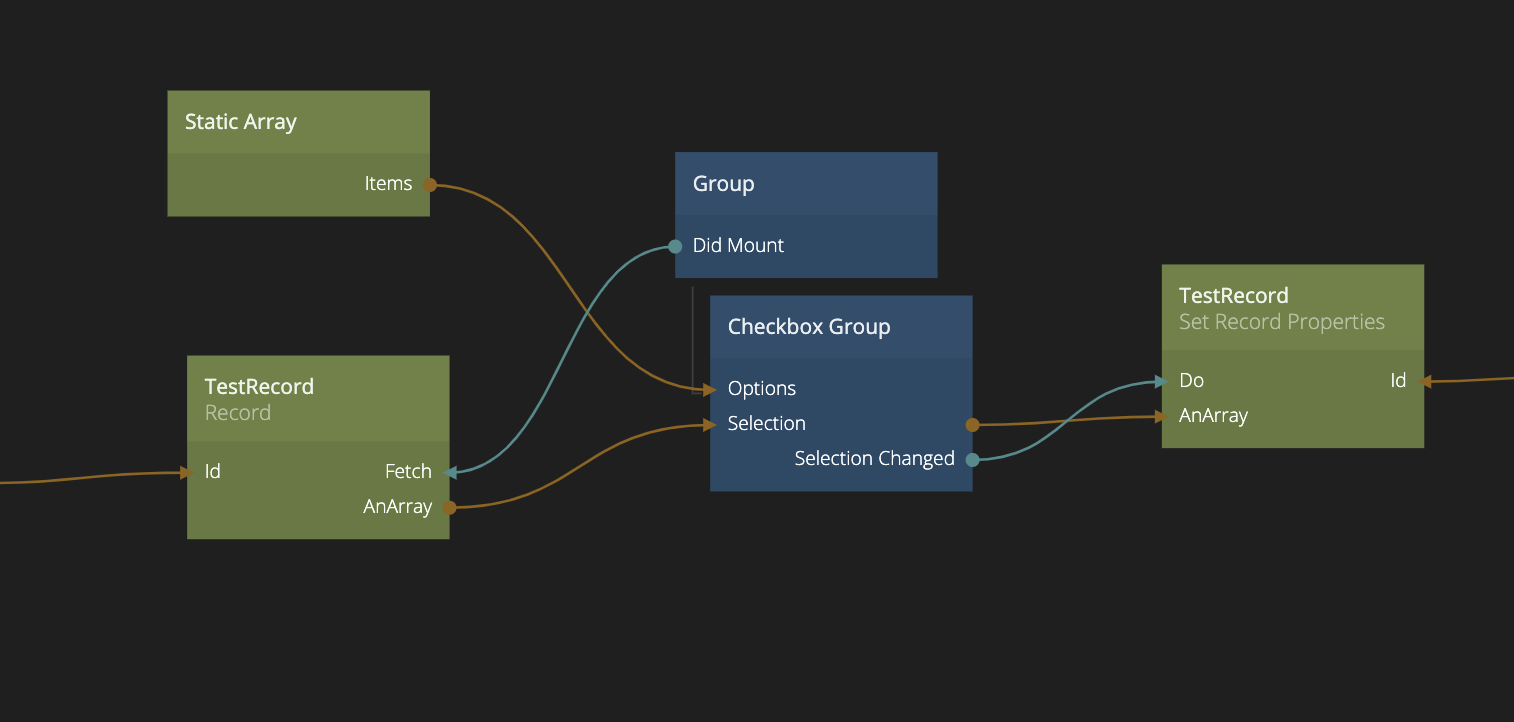 Static Array
Items
Group
Did Mount
Checkbox Group
Options
Selection
Selection Changed
TestRecord
Record
Id
Fetch
AnArray
TestRecord
Set Record Properties
Do
Id
AnArray